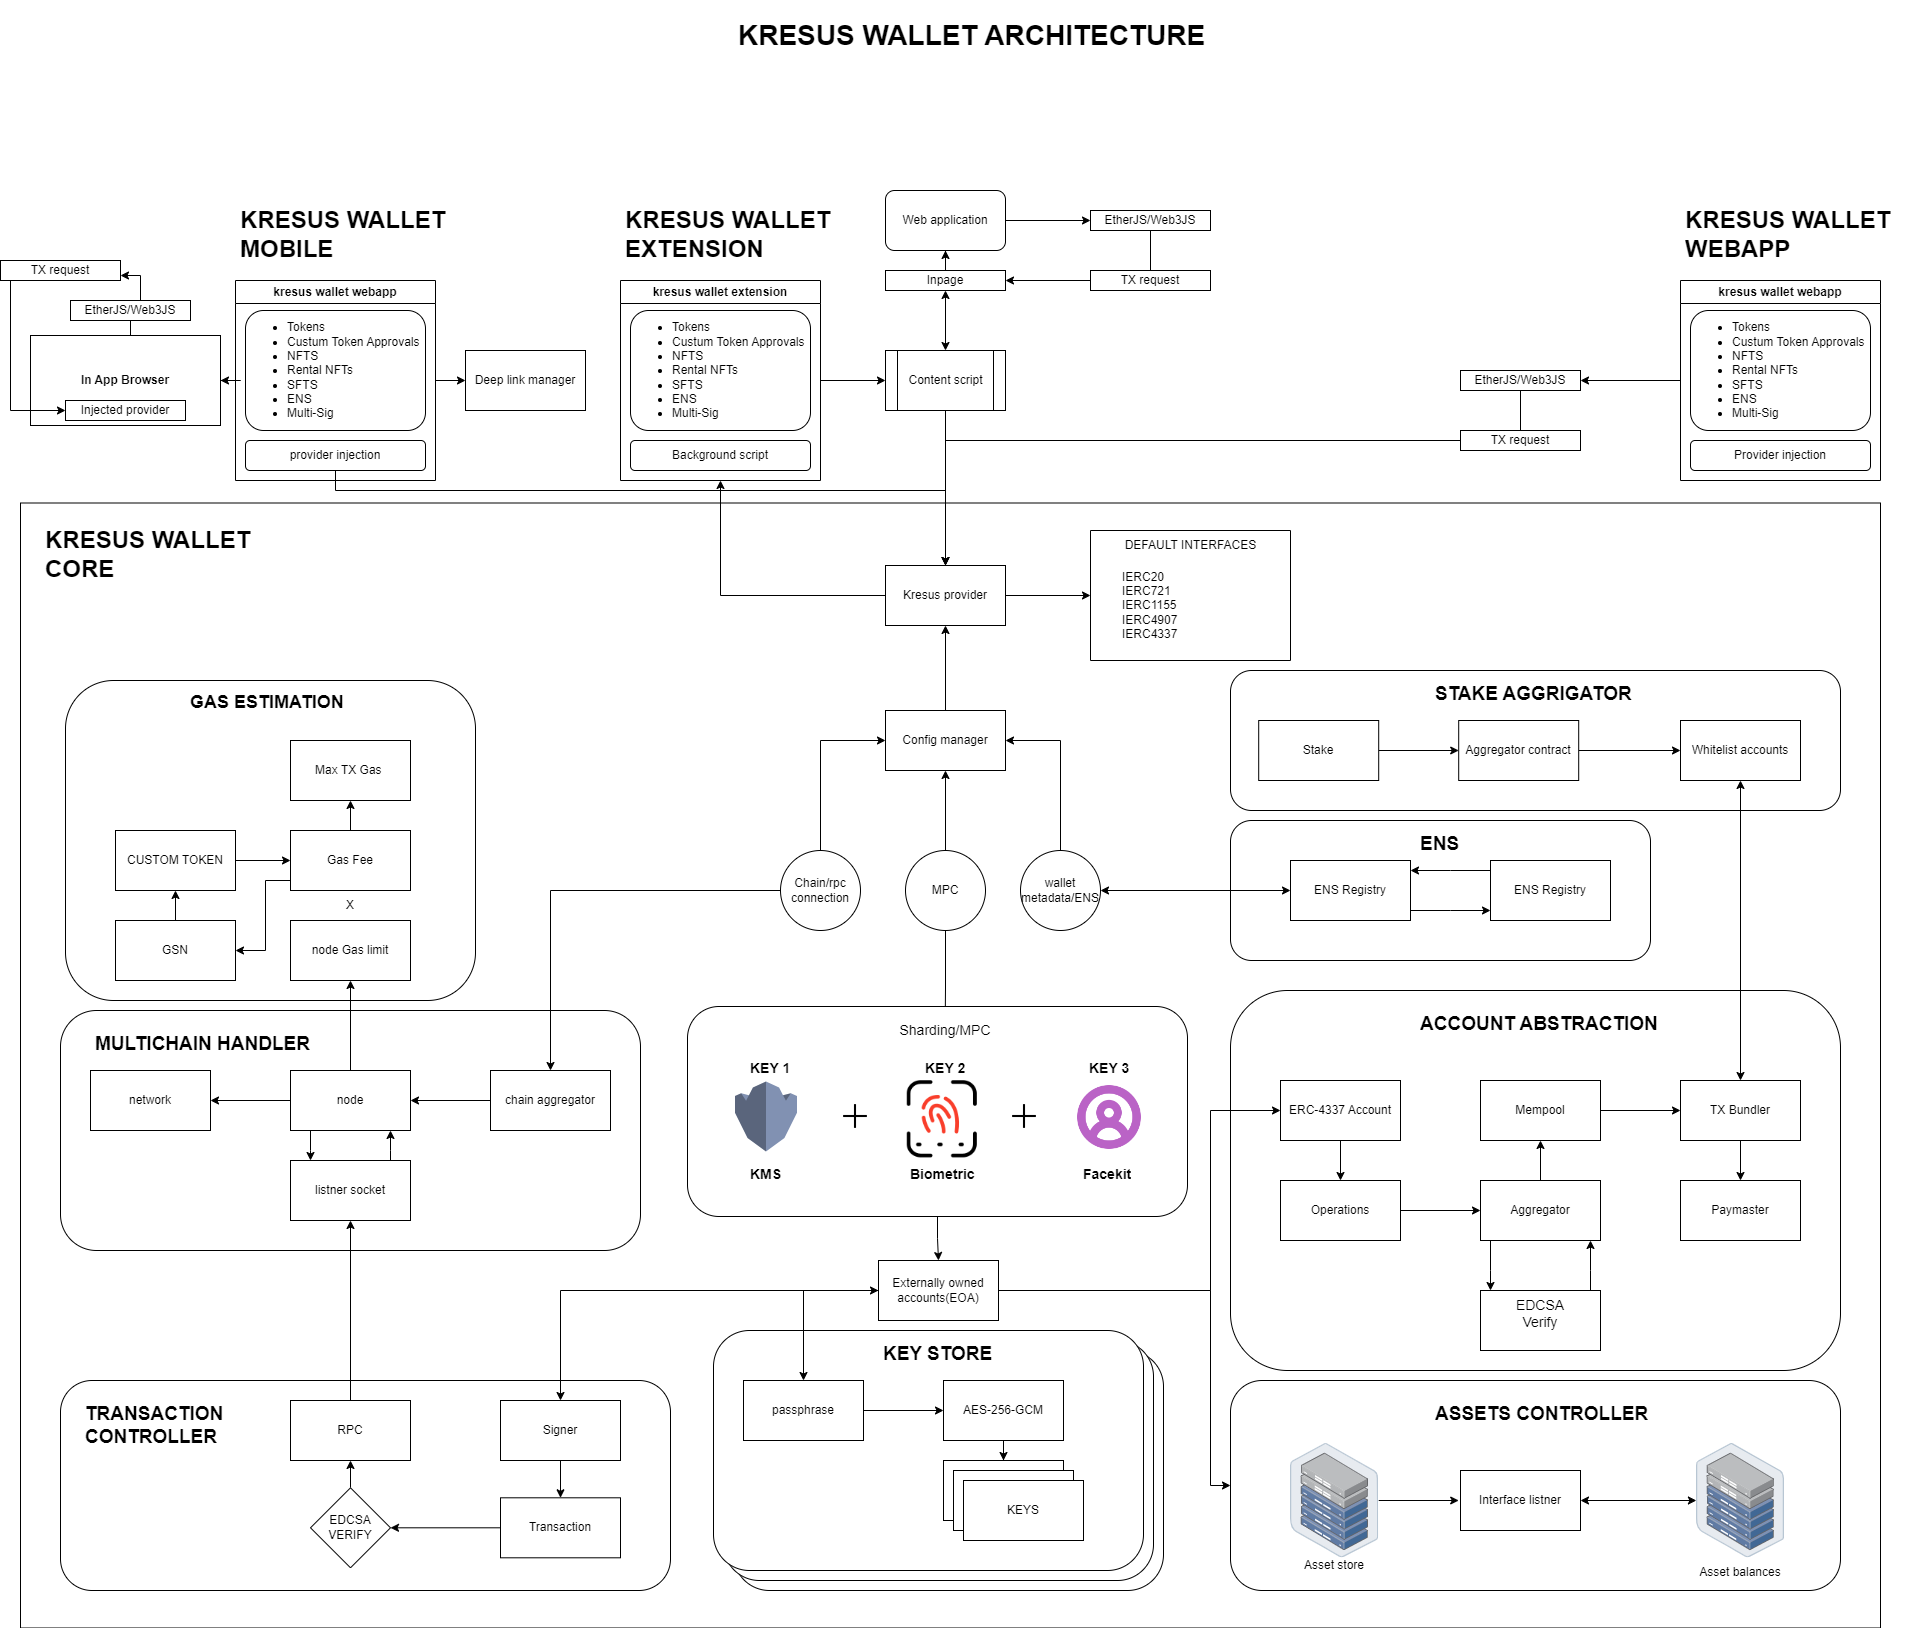 KRESUS WALLET ARCHITECTURE
KRESUS WALLET
MOBILE
TX request
EtherJS/Web3JS
In App Browser
Injected provider
kresus wallet webapp
Tokens
Custum Token Approvals
NFTS
Rental NFTs
SFTS
ENS
Multi-Sig
provider injection
Deep link manager
KRESUS WALLET
EXTENSION
kresus wallet extension
Tokens
Custum Token Approvals
NFTS
Rental NFTs
SFTS
ENS
Multi-Sig
Background script
Web application
EtherJS/Web3JS
Inpage
TX request
Content script
EtherJS/Web3JS
TX request
KRESUS WALLET
WEBAPP
kresus wallet webapp
Tokens
Custum Token Approvals
NFTS
Rental NFTs
SFTS
ENS
Multi-Sig
Provider injection
KRESUS WALLET
CORE
Kresus provider
DEFAULT INTERFACES
IERC20
IERC721
IERC1155
IERC4907
IERC4337
Config manager
Chain/rpc
connection
MPC
wallet
metadata/ENS
GAS ESTIMATION
Max TX Gas
CUSTOM TOKEN
Gas Fee
X
GSN
node Gas limit
STAKE AGGRIGATOR
Stake
Aggregator contract
Whitelist accounts
ENS
ENS Registry
ENS Registry
MULTICHAIN HANDLER
network
node
chain aggregator
listner socket
Sharding/MPC
KEY 1
KEY 2
KEY 3
KMS
Biometric
Facekit
ACCOUNT ABSTRACTION
ERC-4337 Account
Mempool
TX Bundler
Operations
Aggregator
Paymaster
EDCSA
Verify
Externally owned
accounts(EOA)
KEY STORE
passphrase
AES-256-GCM
KEYS
TRANSACTION
CONTROLLER
RPC
Signer
EDCSA
VERIFY
Transaction
ASSETS CONTROLLER
Interface listner
Asset store
Asset balances